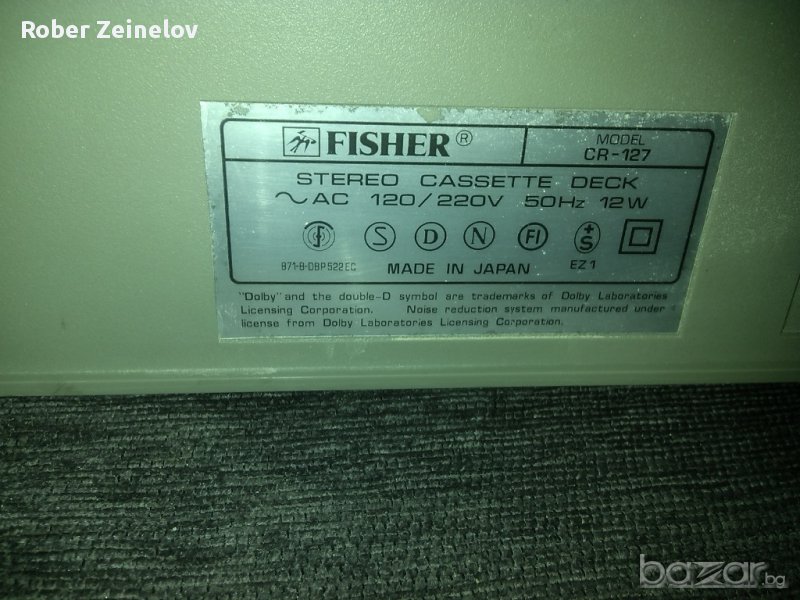 Rober Zeinelov
FISHER®
MODEL
CR-127
STEREO CASSETTE DECK
~AC 120/220V 50Hz 12W
S D N FI +S
B71-B-DBP522EC MADE IN JAPAN EZ1
"Dolby" and the double-D symbol are trademarks of Dolby Laboratories
Licensing Corporation. Noise reduction system manufactured under
license from Dolby Laboratories Licensing Corporation.
bazar.bg